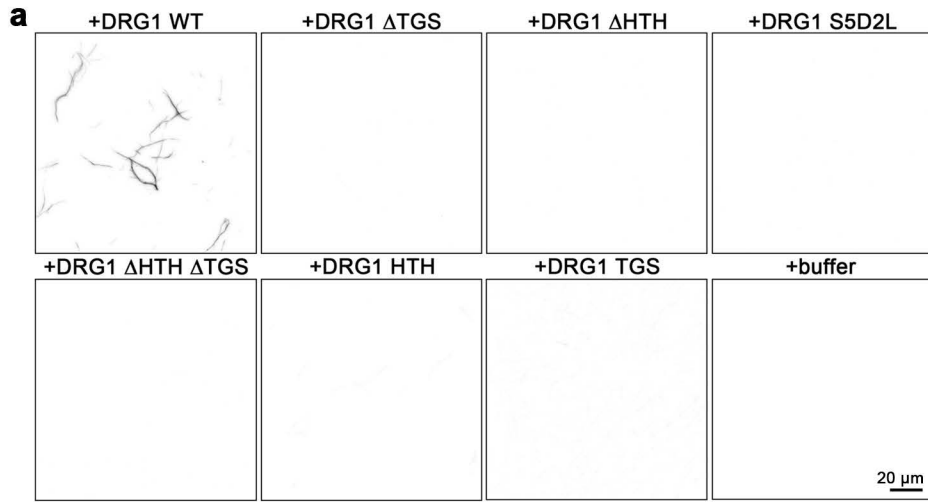 a
+DRG1 WT +DRG1 ΔTGS +DRG1 ΔHTH +DRG1 S5D2L
+DRG1 ΔHTH ΔTGS +DRG1 HTH +DRG1 TGS +buffer
20 µm